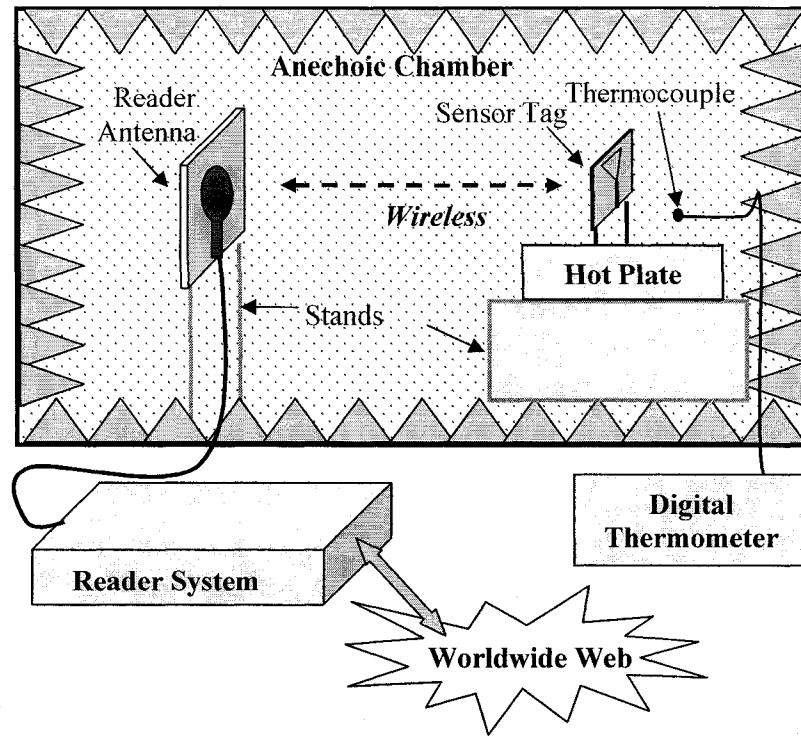 Anechoic Chamber
Reader
Antenna
Sensor Tag
Thermocouple
Wireless
Hot Plate
Stands
Digital
Thermometer
Reader System
Worldwide Web